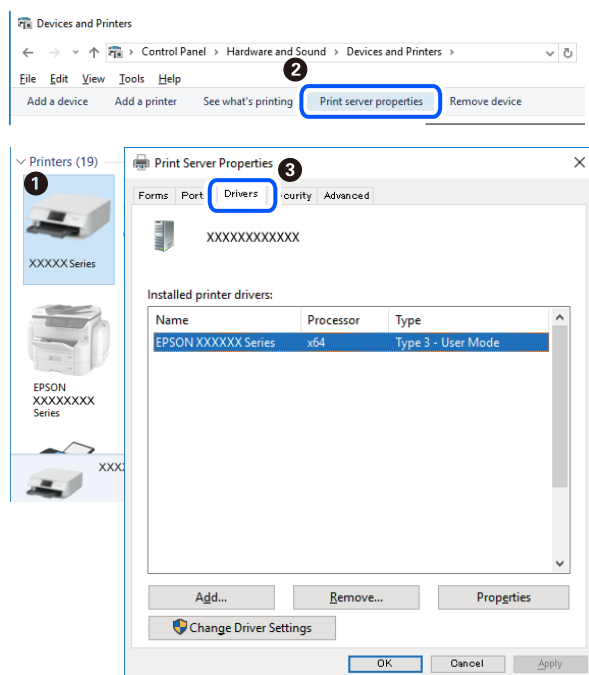 Devices and Printers
Control Panel > Hardware and Sound > Devices and Printers >
2
File Edit View Tools Help
Add a device Add a printer See what's printing Print server properties Remove device
Printers (19)
1
XXXXX Series
EPSON
XXXXXXXX
Series
XXX
Print Server Properties
3
Forms Port Drivers curity Advanced
XXXXXXXXXXXX
Installed printer drivers:
Name Processor Type
EPSON XXXXXX Series x64 Type 3 - User Mode
Add... Remove... Properties
Change Driver Settings
OK Cancel Apply